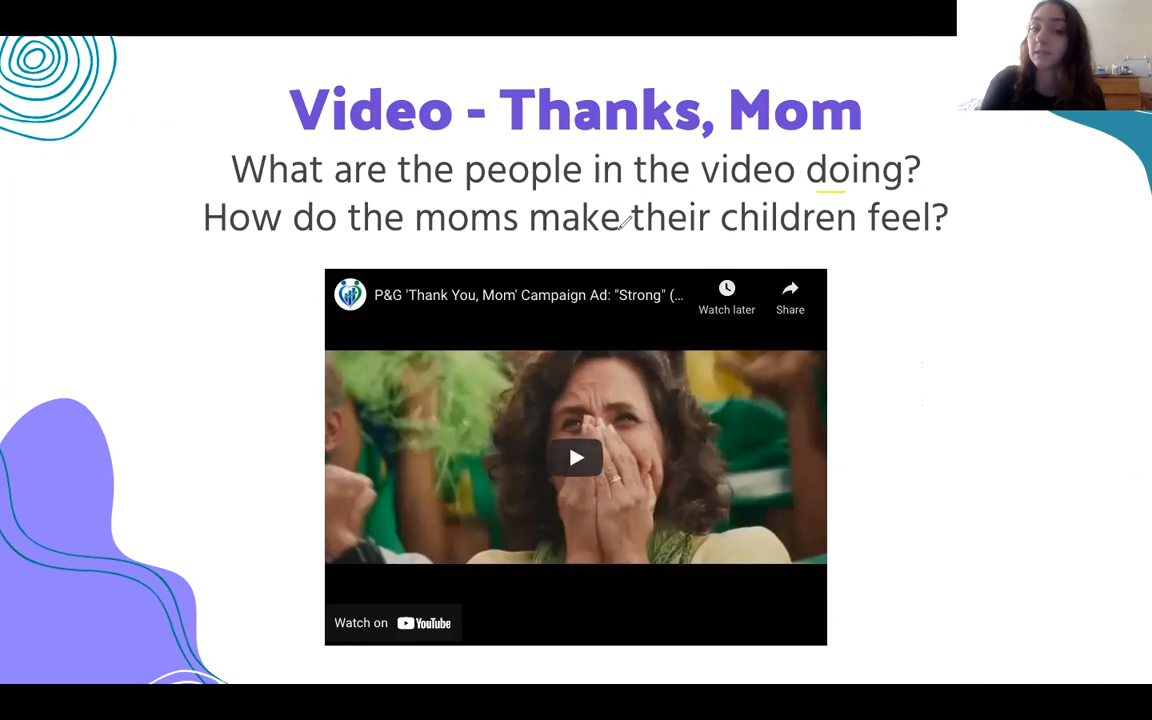 Video - Thanks, Mom
What are the people in the video doing?
How do the moms make their children feel?
P&G 'Thank You, Mom' Campaign Ad: "Strong" (...
Watch later
Share
Watch on YouTube